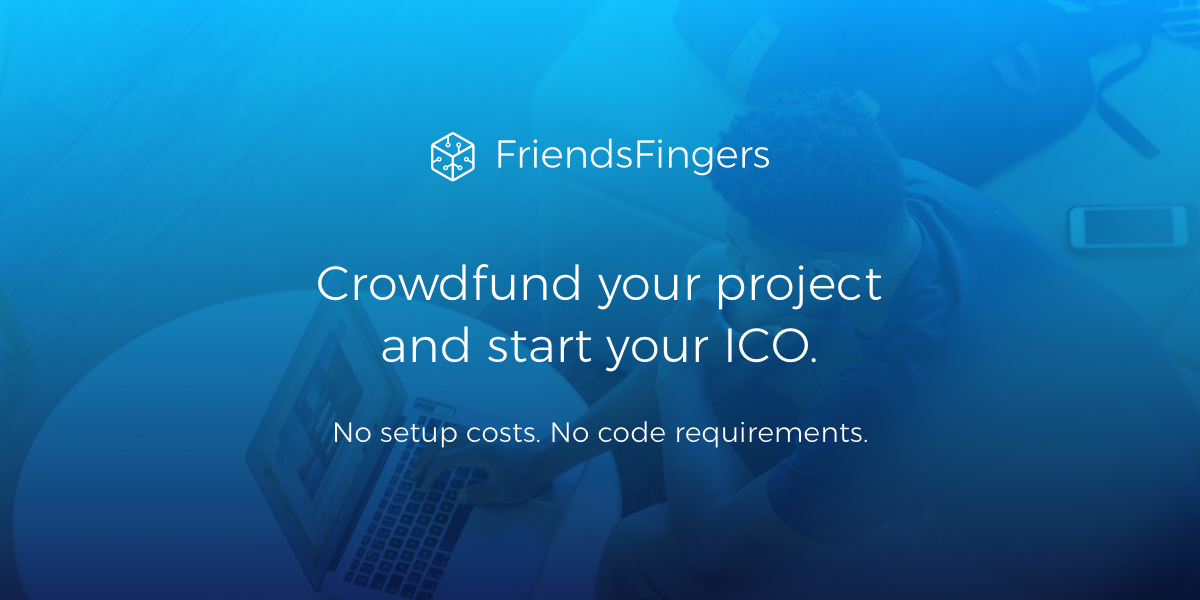 FriendsFingers
Crowdfund your project
and start your ICO.
No setup costs. No code requirements.